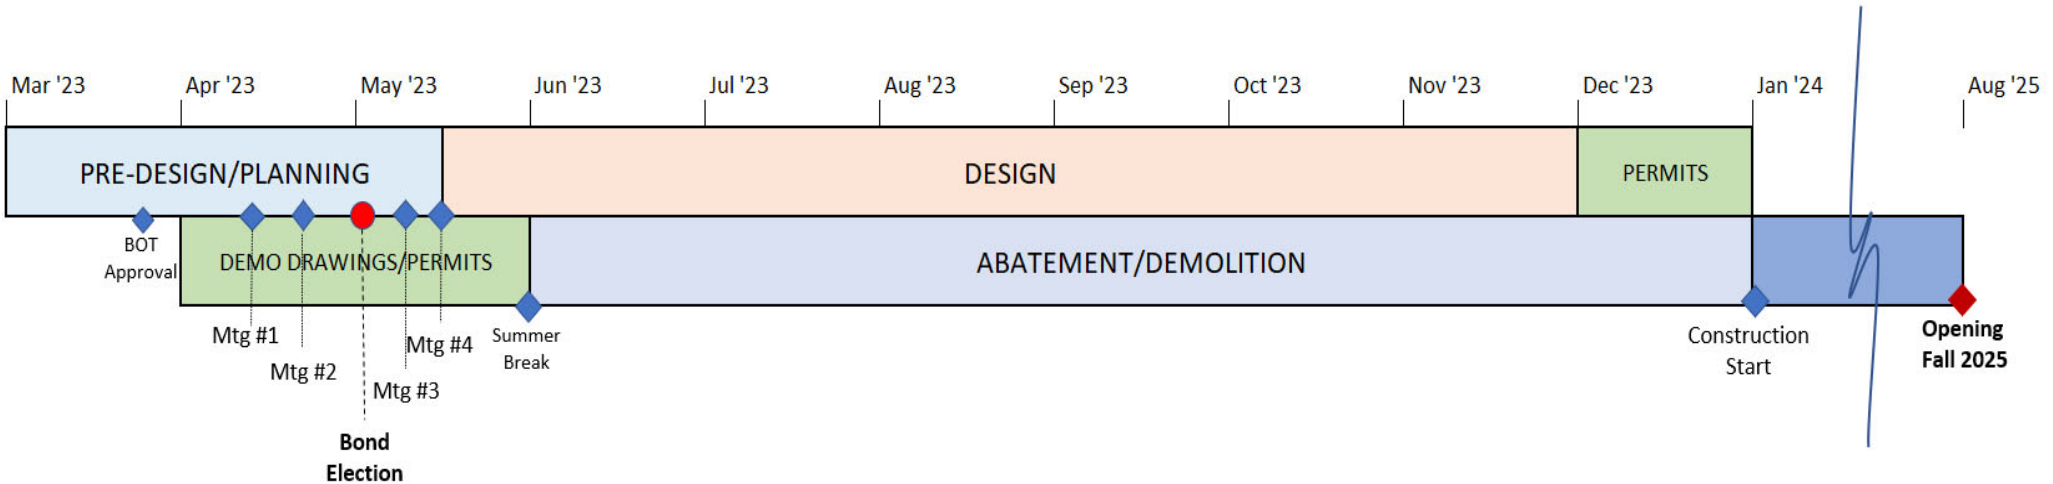 Mar '23 Apr '23 May '23 Jun '23 Jul '23 Aug '23 Sep '23 Oct '23 Nov '23 Dec '23 Jan '24 Aug '25
PRE-DESIGN/PLANNING DESIGN PERMITS
BOT
Approval
DEMO DRAWINGS/PERMITS ABATEMENT/DEMOLITION
Mtg #1
Mtg #2
Mtg #3
Mtg #4
Summer
Break
Construction
Start
Opening
Fall 2025
Bond
Election